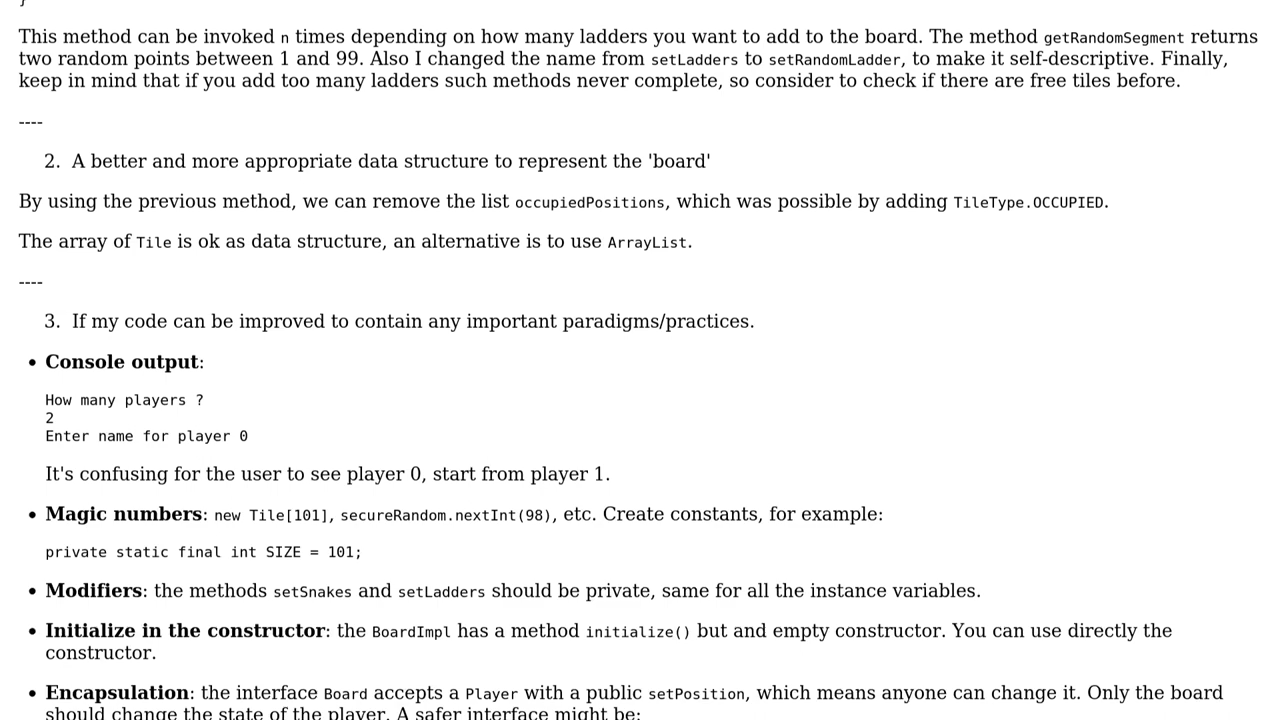 }
This method can be invoked n times depending on how many ladders you want to add to the board. The method getRandomSegment returns
two random points between 1 and 99. Also I changed the name from setLadders to setRandomLadder, to make it self-descriptive. Finally,
keep in mind that if you add too many ladders such methods never complete, so consider to check if there are free tiles before.
----
2. A better and more appropriate data structure to represent the 'board'
By using the previous method, we can remove the list occupiedPositions, which was possible by adding TileType.OCCUPIED.
The array of Tile is ok as data structure, an alternative is to use ArrayList.
----
3. If my code can be improved to contain any important paradigms/practices.
• Console output:
How many players ?
2
Enter name for player 0
It's confusing for the user to see player 0, start from player 1.
• Magic numbers: new Tile[101], secureRandom.nextInt(98), etc. Create constants, for example:
private static final int SIZE = 101;
• Modifiers: the methods setSnakes and setLadders should be private, same for all the instance variables.
• Initialize in the constructor: the BoardImpl has a method initialize() but and empty constructor. You can use directly the
constructor.
• Encapsulation: the interface Board accepts a Player with a public setPosition, which means anyone can change it. Only the board
should change the state of the player. A safer interface might be: